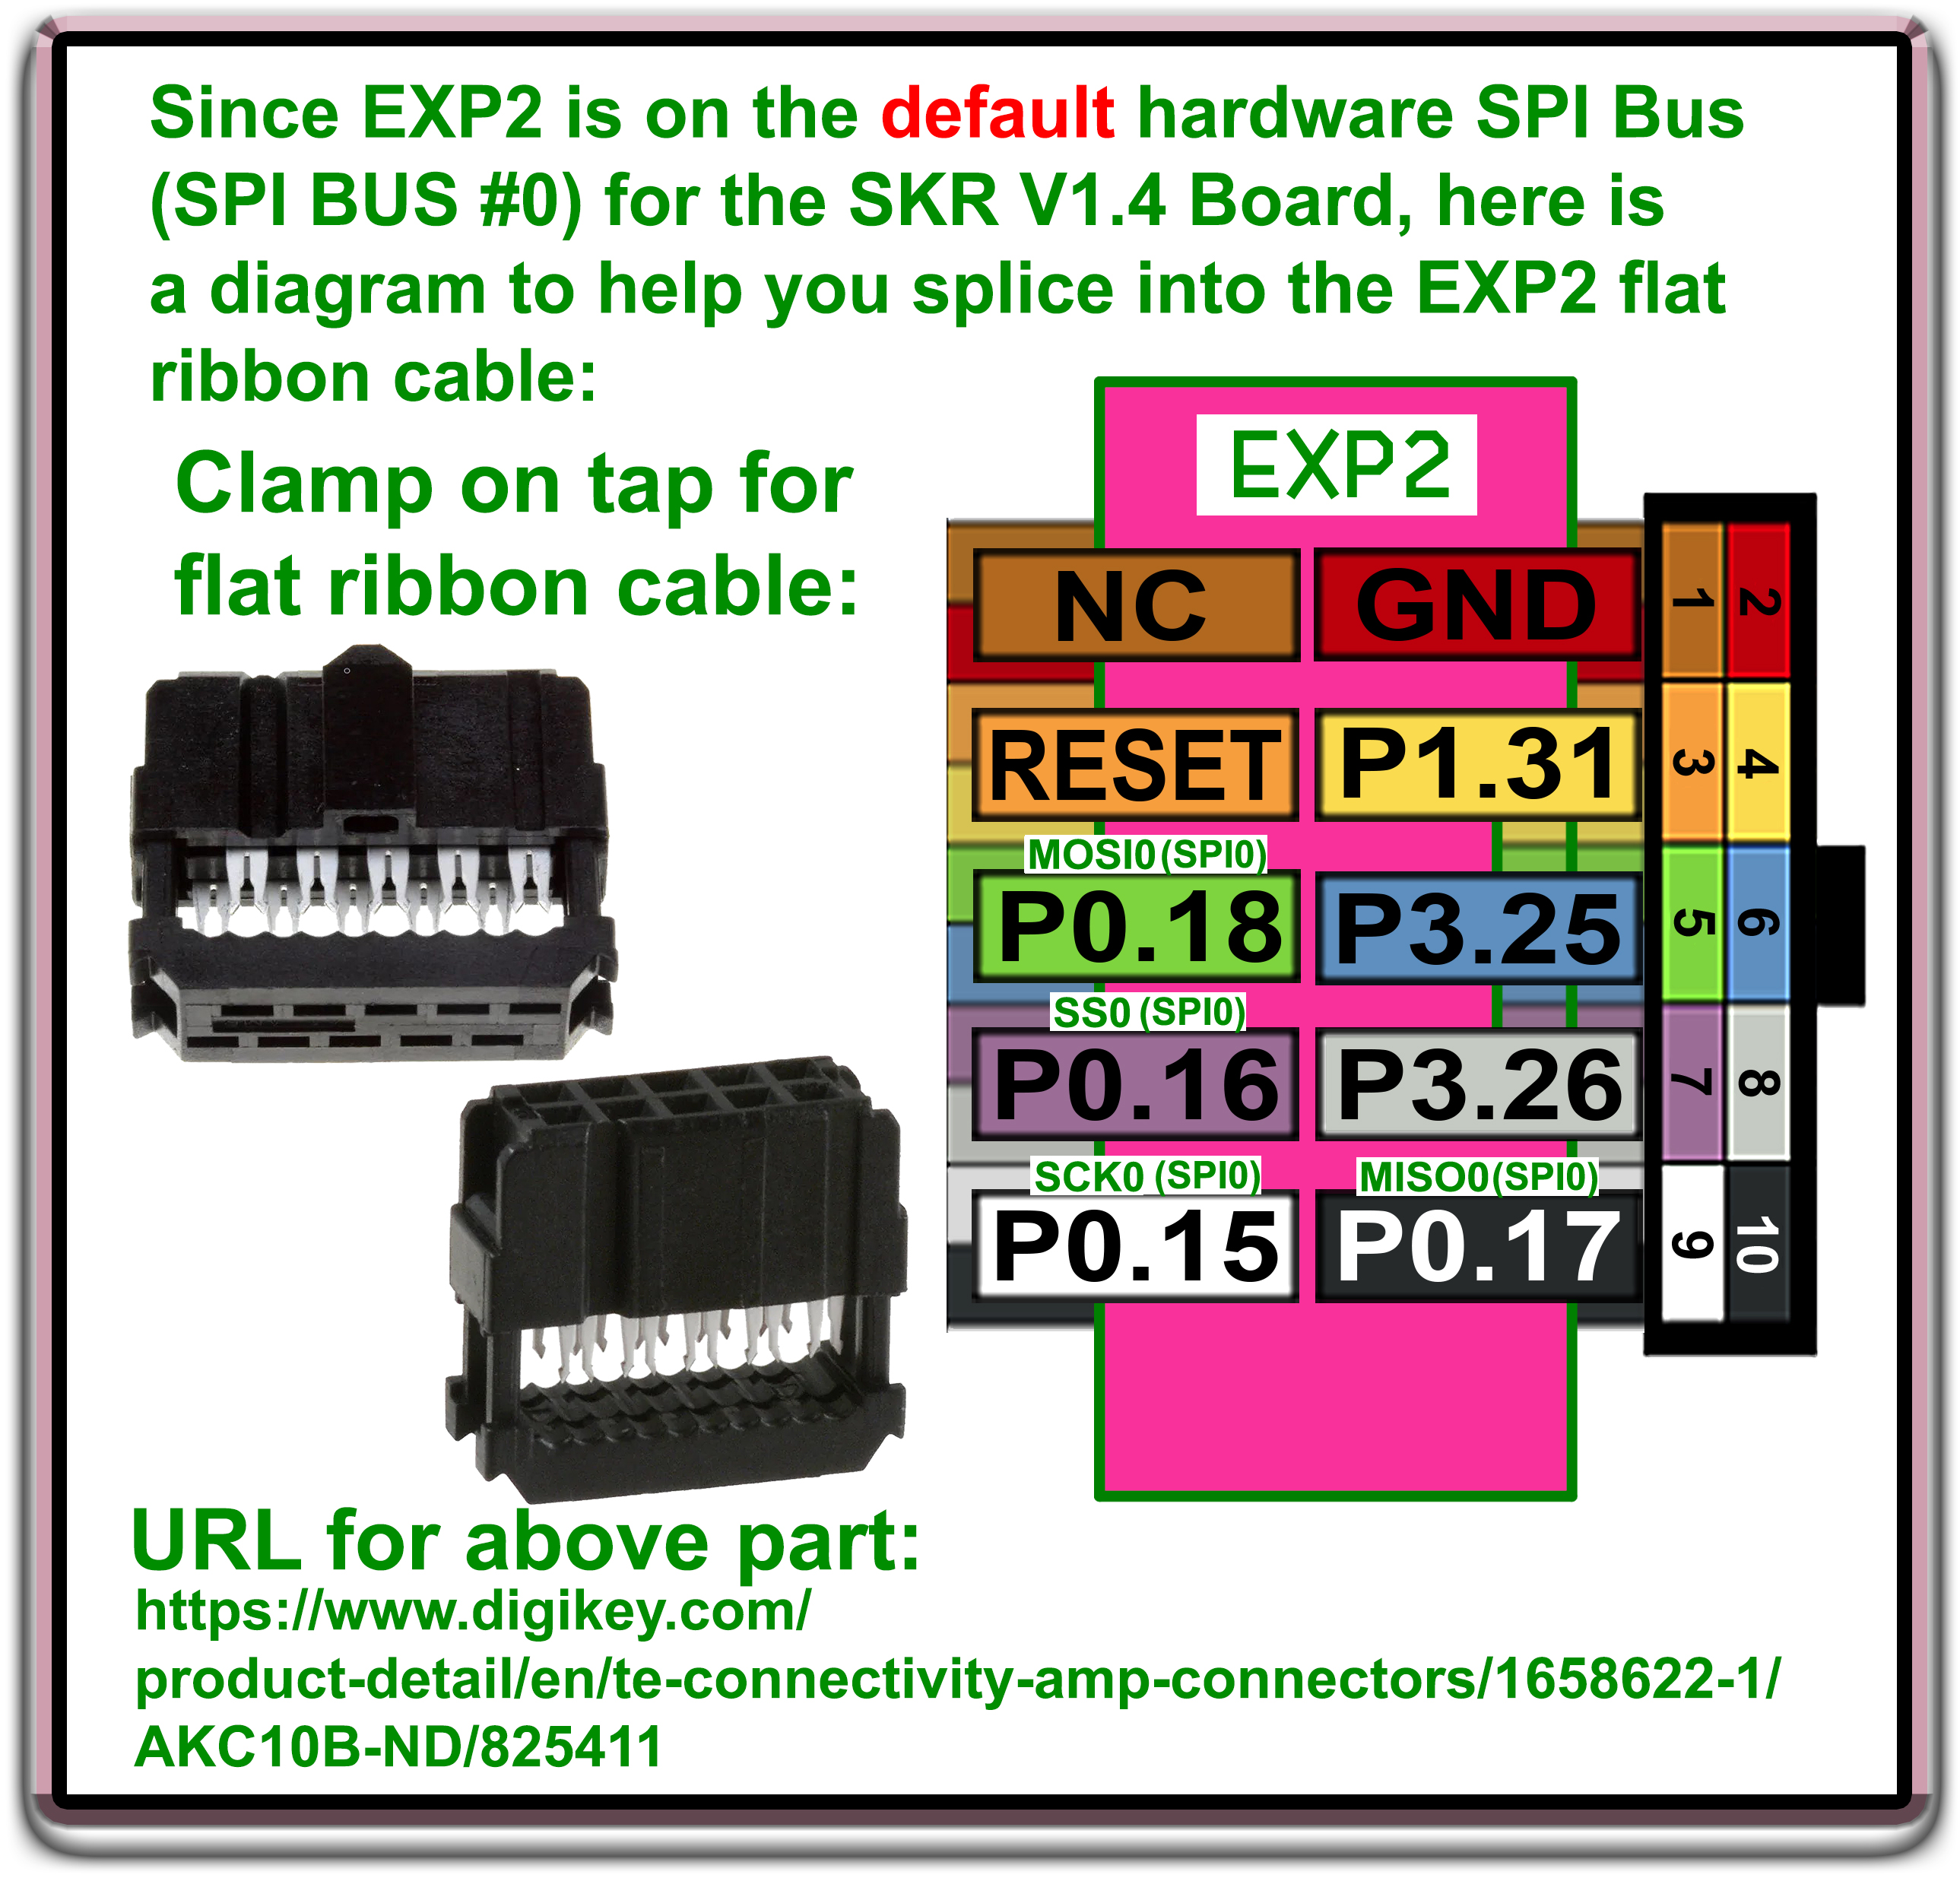 Since EXP2 is on the default hardware SPI Bus
(SPI BUS #0) for the SKR V1.4 Board, here is
a diagram to help you splice into the EXP2 flat
ribbon cable:
Clamp on tap for
flat ribbon cable:
EXP2
NC GND 1 2
RESET P1.31 3 4
MOSI0 (SPI0)
P0.18 P3.25 5 6
SS0 (SPI0)
P0.16 P3.26 7 8
SCK0 (SPI0) MISO0 (SPI0)
P0.15 P0.17 9 10
URL for above part:
https://www.digikey.com/
product-detail/en/te-connectivity-amp-connectors/1658622-1/
AKC10B-ND/825411